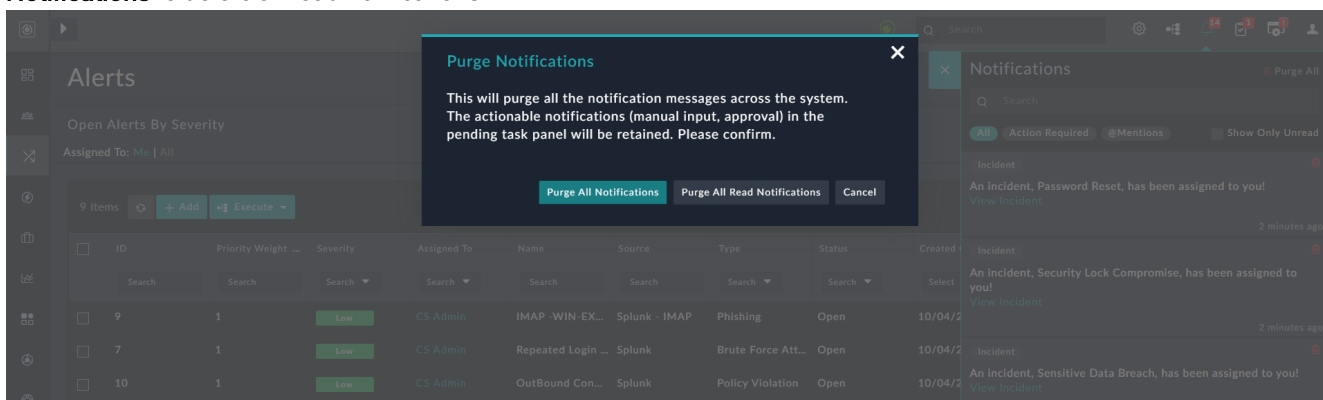 Search
14
1
Alerts
Open Alerts By Severity
Assigned To: Me | All
9 Items
+ Add
Execute
ID
Priority Weight ...
Severity
Assigned To
Name
Source
Type
Status
Created
Search
Search
Search
Search
Search
Search
Search
Search
Select
9
1
Low
CS Admin
IMAP -WIN-EX...
Splunk - IMAP
Phishing
Open
10/04/2
7
1
Low
CS Admin
Repeated Login ...
Splunk
Brute Force Att...
Open
10/04/2
10
1
Low
CS Admin
OutBound Con...
Splunk
Policy Violation
Open
10/04/2
Purge Notifications
This will purge all the notification messages across the system.
The actionable notifications (manual input, approval) in the
pending task panel will be retained. Please confirm.
Purge All Notifications
Purge All Read Notifications
Cancel
Notifications
Purge All
Search
All
Action Required
@Mentions
Show Only Unread
Incident
An incident, Password Reset, has been assigned to you!
View Incident
2 minutes ago
Incident
An incident, Security Lock Compromise, has been assigned to
you!
View Incident
2 minutes ago
Incident
An incident, Sensitive Data Breach, has been assigned to you!
View Incident